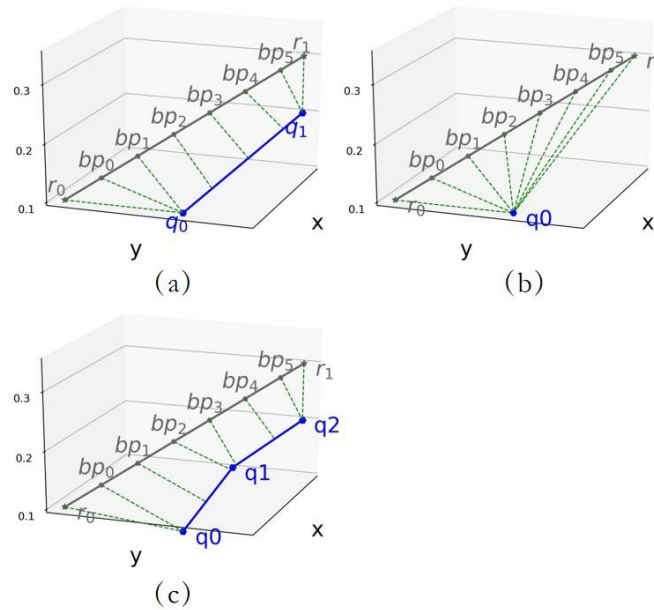 r₁
bp₅
bp₄
0.3
bp₃
bp₂
q₁
0.2
bp₁
bp₀
r₀
0.1
q₀
x
y
(a)
r
bp₅
bp₄
0.3
bp₃
bp₂
0.2
bp₁
bp₀
r₀
0.1
q0
x
y
(b)
r₁
bp₅
bp₄
0.3
bp₃
bp₂
q2
0.2
bp₁
q1
bp₀
r₀
0.1
q0
x
y
(c)